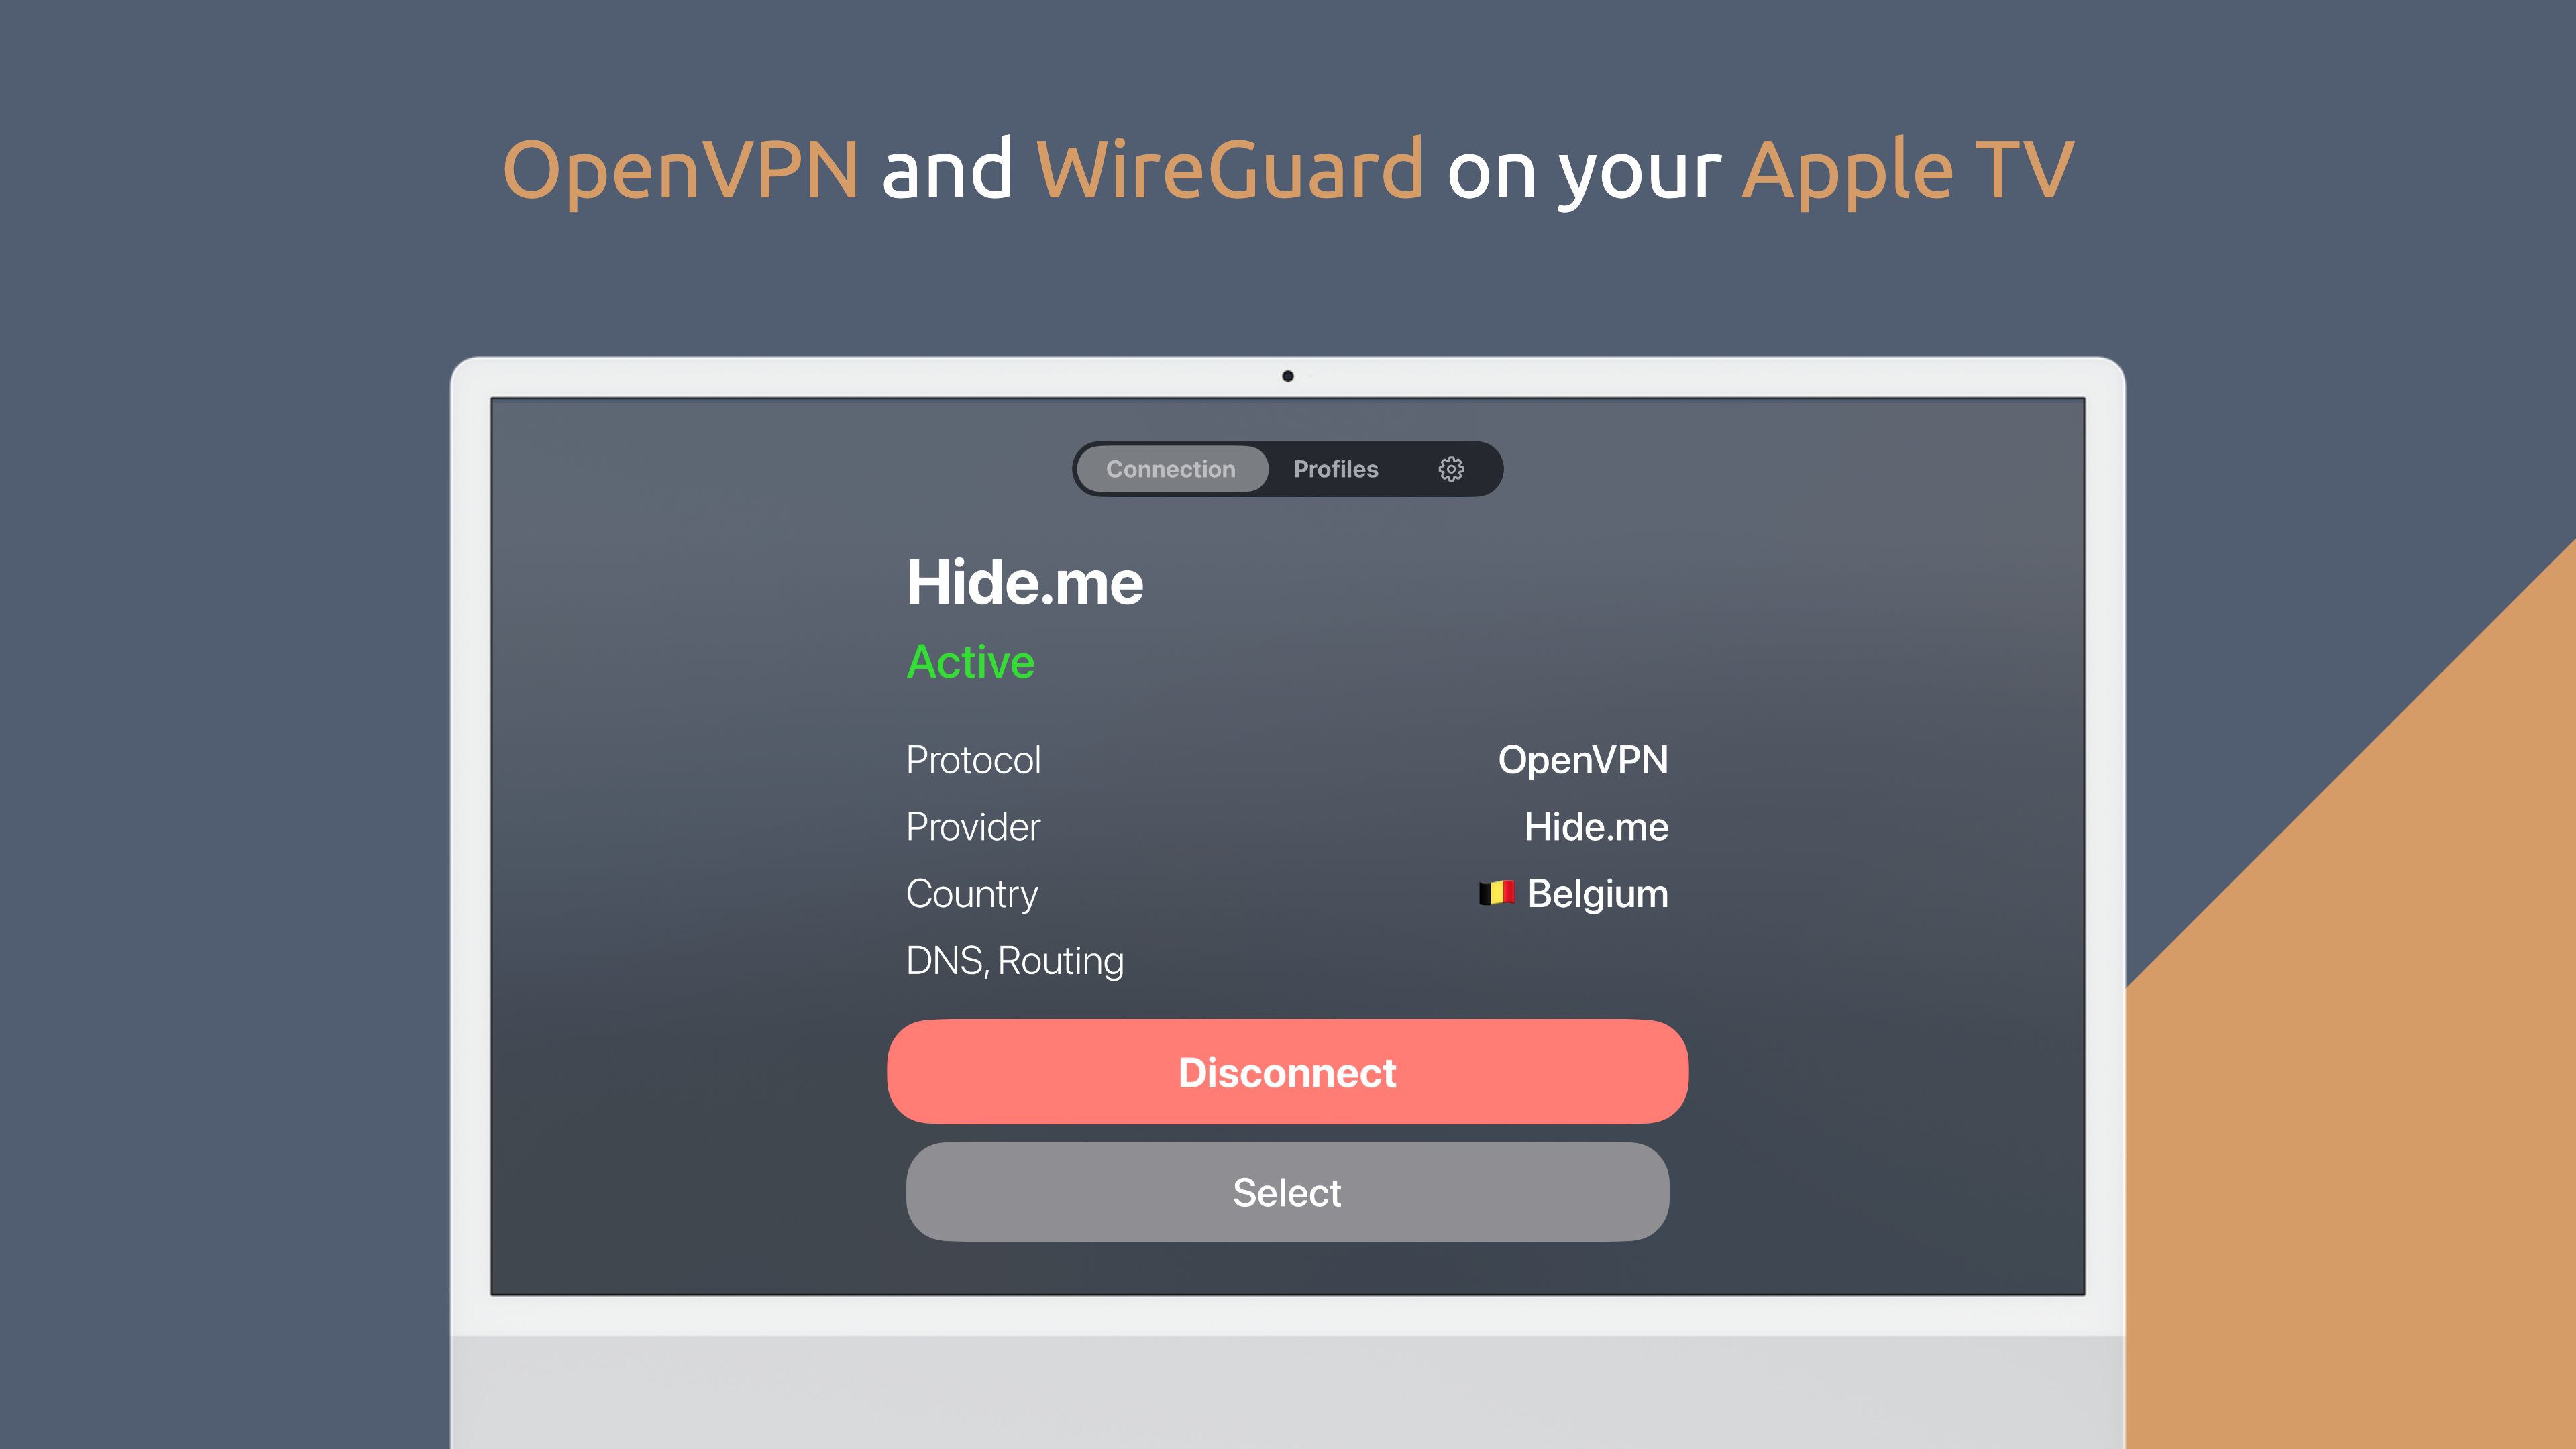 OpenVPN and WireGuard on your Apple TV
Connection Profiles
Hide.me
Active
Protocol OpenVPN
Provider Hide.me
Country Belgium
DNS, Routing
Disconnect
Select